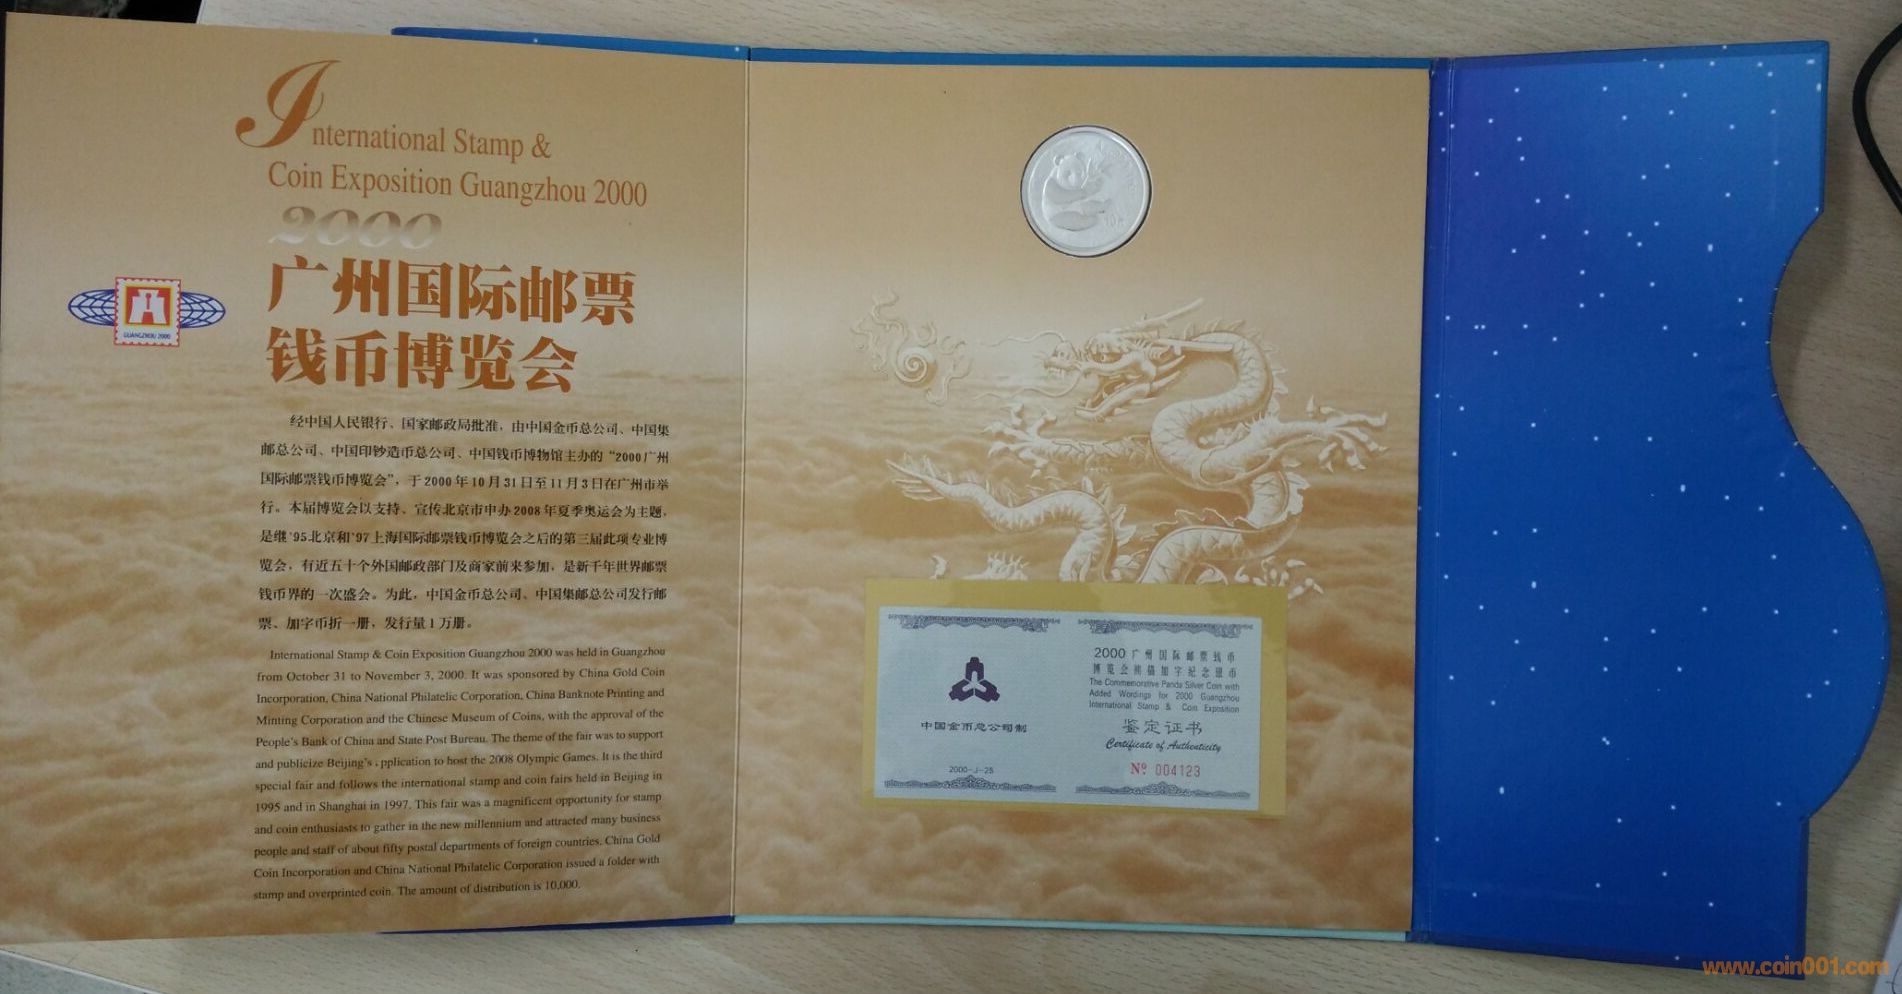 International Stamp &
Coin Exposition Guangzhou 2000
2000
广州国际邮票
钱币博览会
GUANGZHOU 2000
经中国人民银行、国家邮政局批准，由中国金币总公司、中国集
邮总公司、中国印钞造币总公司、中国钱币博物馆主办的“2000广州
国际邮票钱币博览会”，于2000年10月31日至11月3日在广州市举
行。本届博览会以支持、宣传北京市申办2008年夏季奥运会为主题，
是继'95北京和'97上海国际邮票钱币博览会之后的第三届此项专业博
览会，有近五十个外国邮政部门及商家前来参加，是新千年世界邮票
钱币界的一次盛会。为此，中国金币总公司、中国集邮总公司发行邮
票、加字币折一册，发行量1万册。
International Stamp & Coin Exposition Guangzhou 2000 was held in Guangzhou
from October 31 to November 3, 2000. It was sponsored by China Gold Coin
Incorporation, China National Philatelic Corporation, China Banknote Printing and
Minting Corporation and the Chinese Museum of Coins, with the approval of the
People's Bank of China and State Post Bureau. The theme of the fair was to support
and publicize Beijing's pplication to host the 2008 Olympic Games. It is the third
special fair and follows the international stamp and coin fairs held in Beijing in
1995 and in Shanghai in 1997. This fair was a magnificent opportunity for stamp
and coin enthusiasts to gather in the new millennium and attracted many business
people and staff of about fifty postal departments of foreign countries. China Gold
Coin Incorporation and China National Philatelic Corporation issued a folder with
stamp and overprinted coin. The amount of distribution is 10,000.
10元
中国金币总公司制
2000-J-25
2000广州国际邮票钱币
博览会熊猫加字纪念银币
The Commemorative Panda Silver Coin with
Added Wordings for 2000 Guangzhou
International Stamp & Coin Exposition
鉴定证书
Certificate of Authenticity
Nº 004123
www.coin001.com